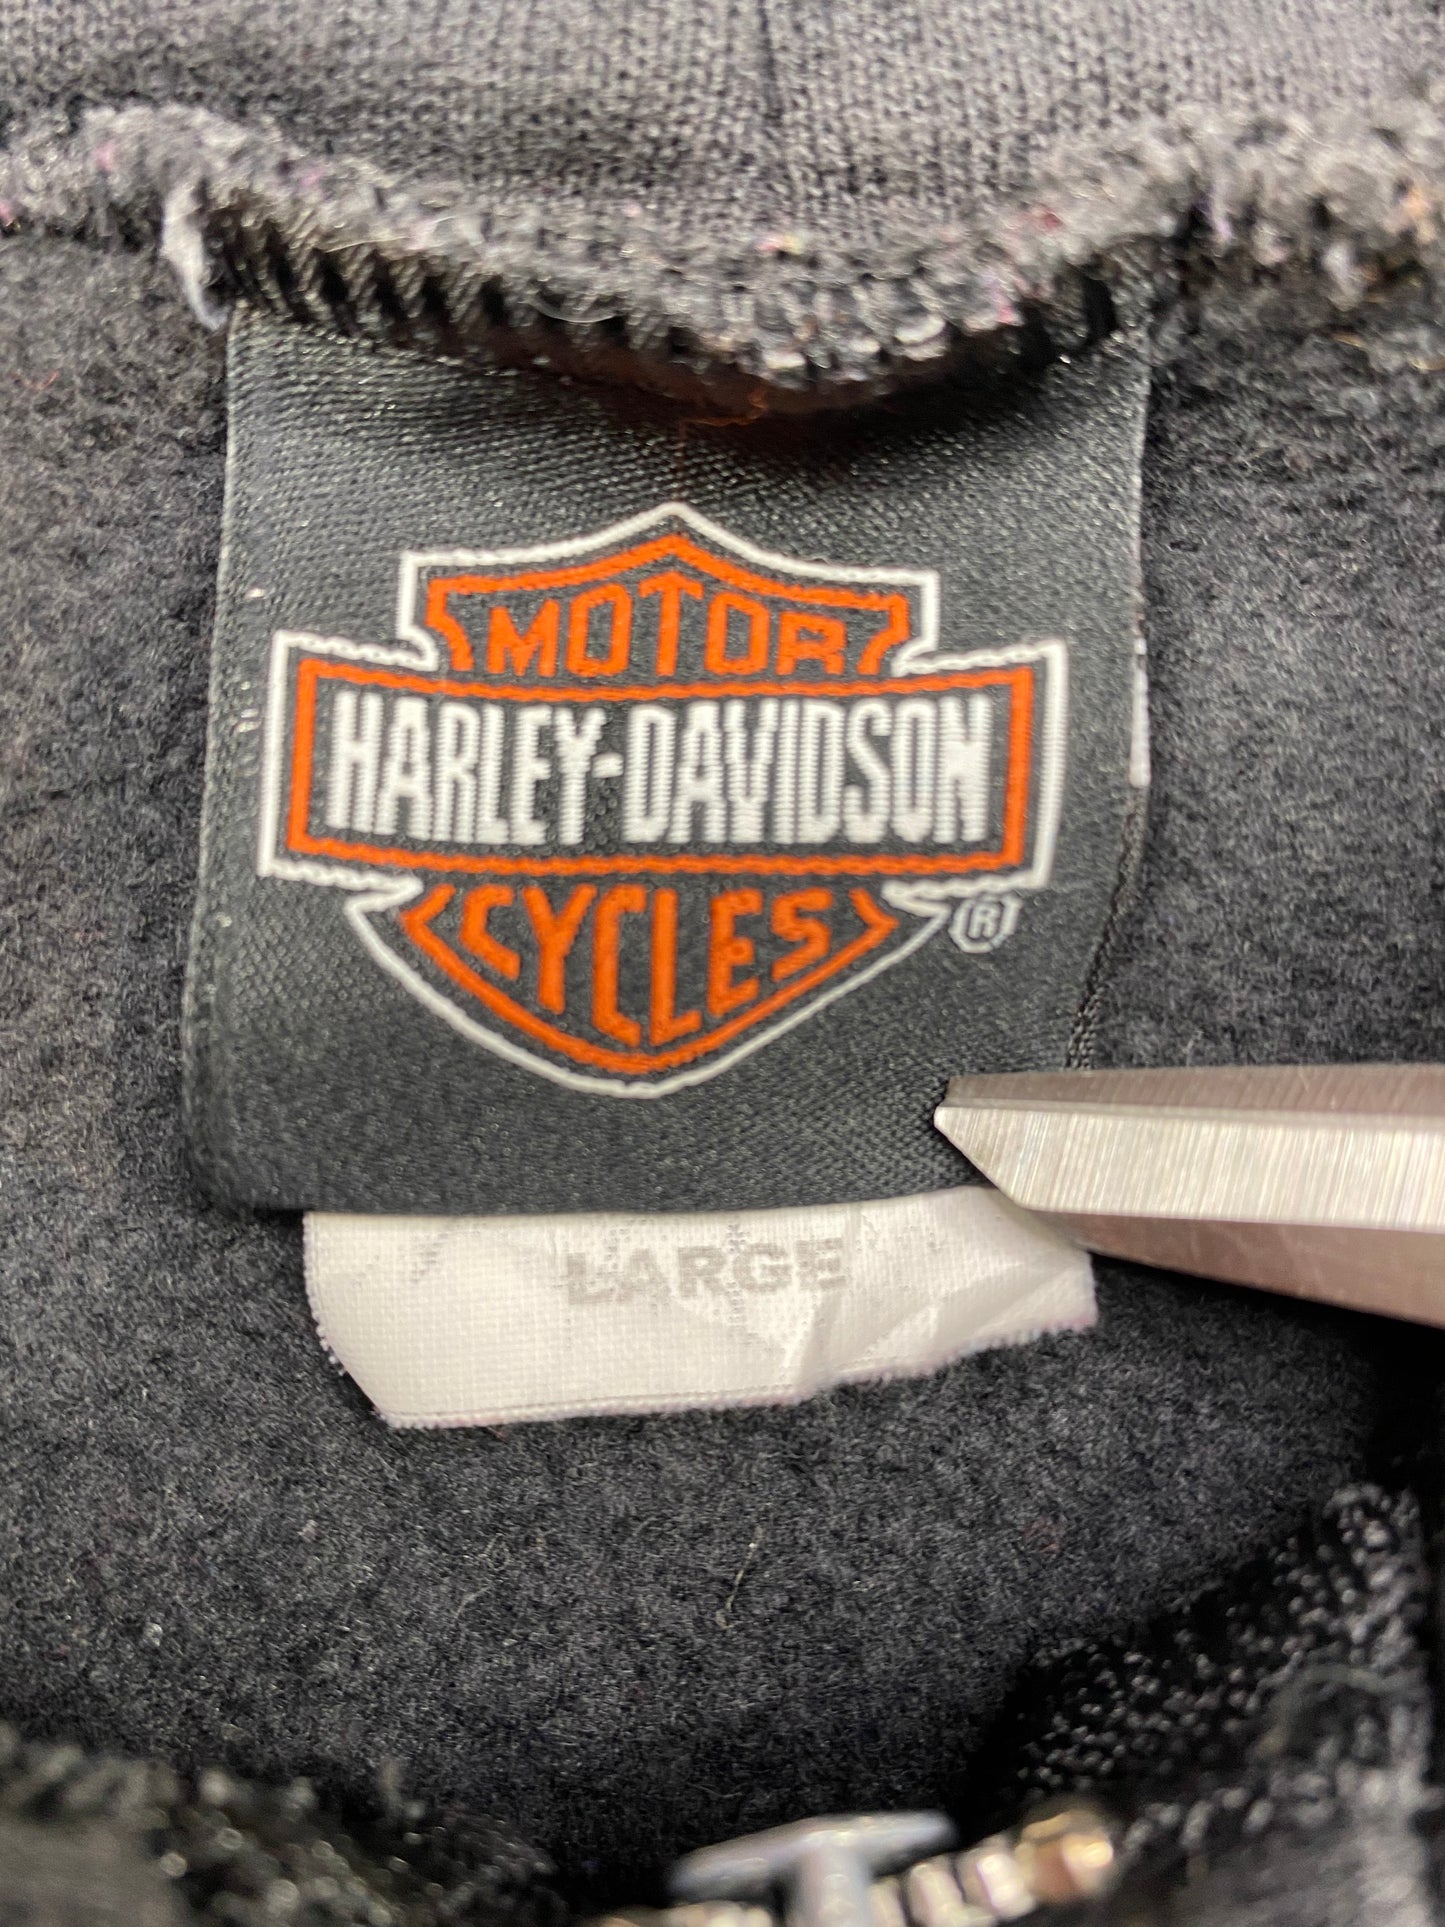 MOTOR
HARLEY-DAVIDSON
CYCLES
®
LARGE